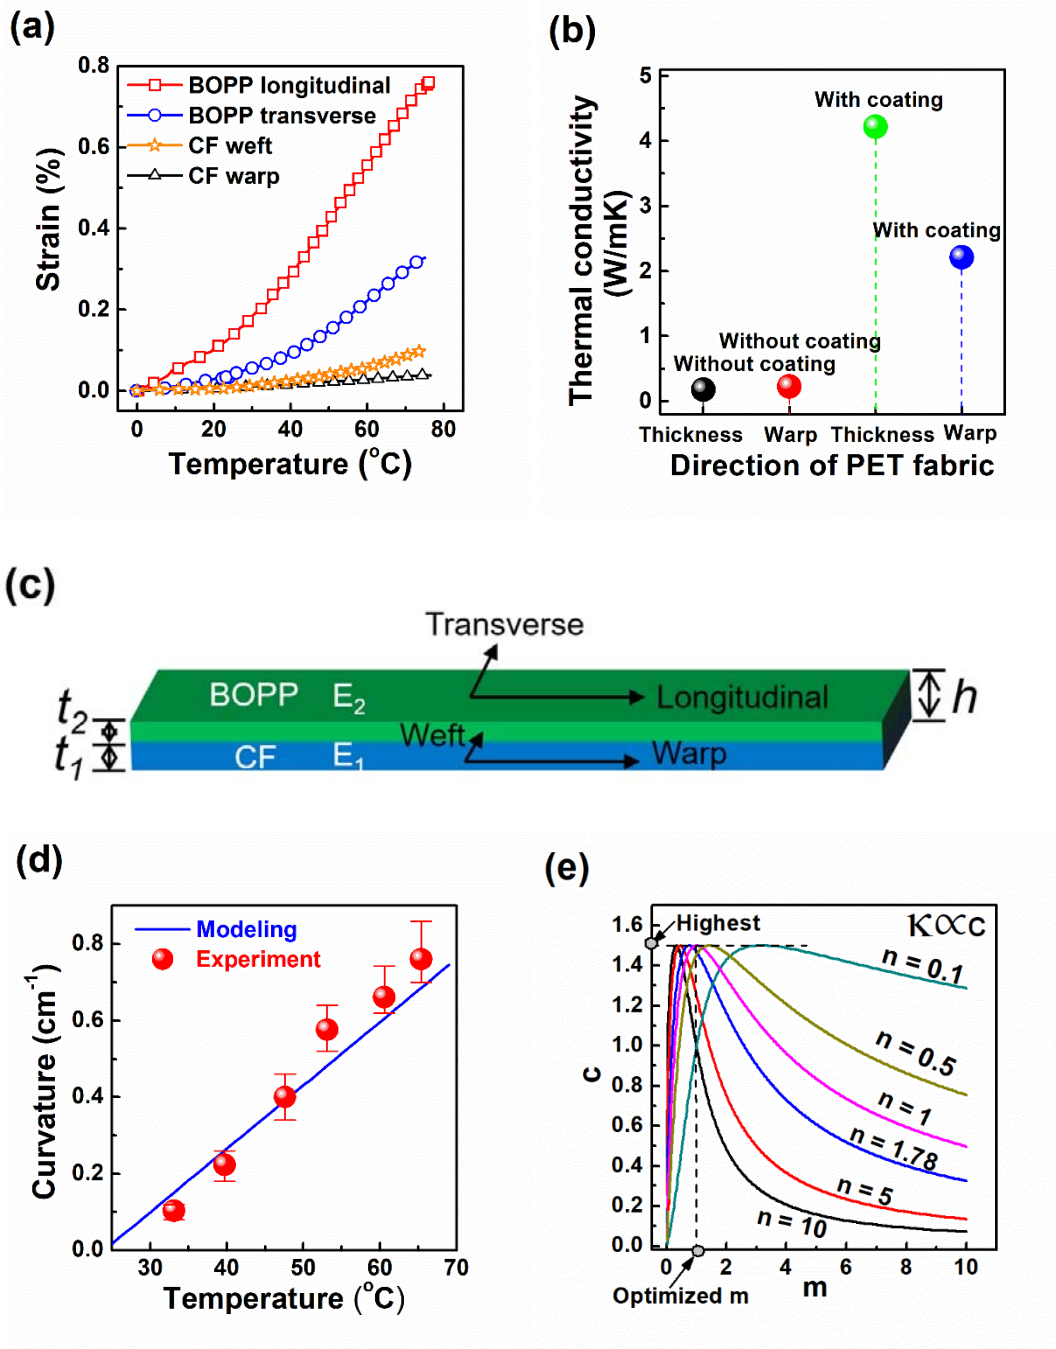 (a)
0.8
0.6
0.4
0.2
0.0
Strain (%)
BOPP longitudinal
BOPP transverse
CF weft
CF warp
0 20 40 60 80
Temperature (°C)
(b)
5
4
3
2
1
0
Thermal conductivity
(W/mK)
With coating
With coating
Without coating
Without coating
Thickness Warp Thickness Warp
Direction of PET fabric
(c)
Transverse
BOPP E₂
Longitudinal
h
t₂
t₁
Weft
CF E₁
Warp
(d)
0.8
0.6
0.4
0.2
0.0
Curvature (cm⁻¹)
Modeling
Experiment
30 40 50 60 70
Temperature (°C)
(e)
1.6
1.4
1.2
1.0
0.8
0.6
0.4
0.2
0.0
c
Highest
κ∝c
n = 0.1
n = 0.5
n = 1
n = 1.78
n = 5
n = 10
0 2 4 6 8 10
Optimized m
m